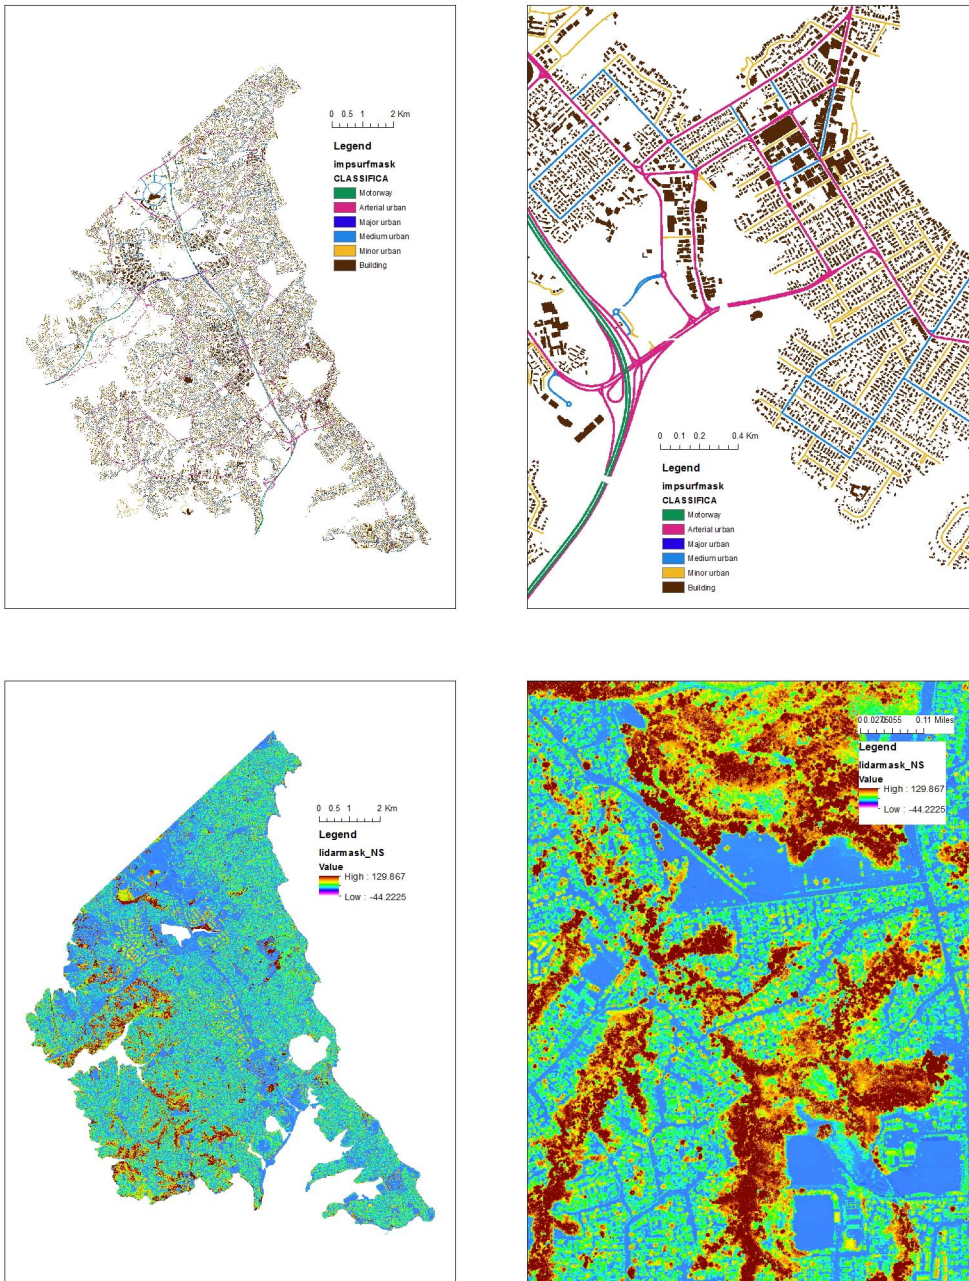 0 0.5 1 2 Km
Legend
impsurfmask
CLASSIFICA
Motorway
Arterial urban
Major urban
Medium urban
Minor urban
Building
0 0.1 0.2 0.4 Km
Legend
impsurfmask
CLASSIFICA
Motorway
Arterial urban
Major urban
Medium urban
Minor urban
Building
0 0.5 1 2 Km
Legend
lidarmask_NS
Value
High : 129.867
Low : -44.2225
0.11 Miles
Legend
lidarmask_NS
Value
High : 129.867
Low : -44.2225